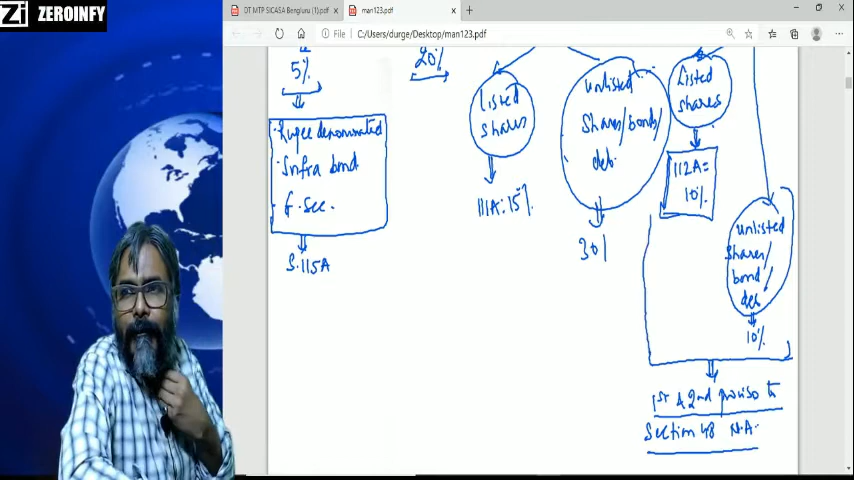 Zi ZEROINFY
DT MTP SICASA Bengluru (1).pdf
man123.pdf
File | C:/Users/durge/Desktop/man123.pdf
5%
20%
Rupee denominated
Infra bond
G. Sec.
S. 115A
Listed
shares
111A: 15%
unlisted
shares/bonds/
deb.
30%
Listed
shares
112A =
10%
unlisted
shares/
bond/
deb
10%
1st & 2nd proviso to
Section 48 N.A.